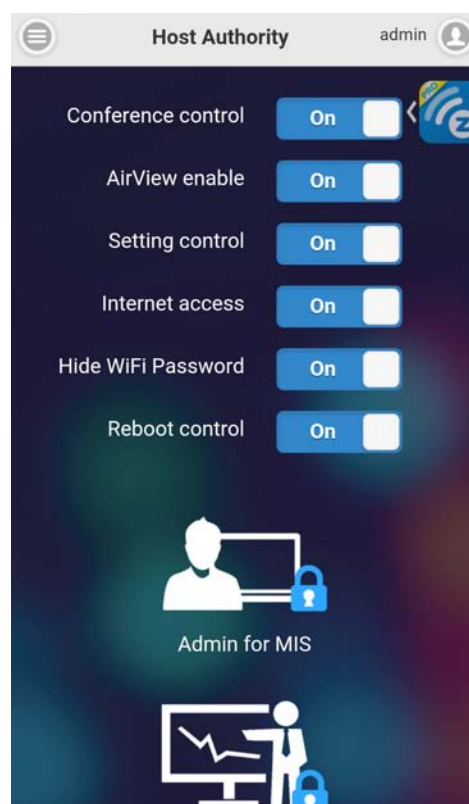 Host Authority
admin
Conference control On
PRO
AirView enable On
Setting control On
Internet access On
Hide WiFi Password On
Reboot control On
Admin for MIS